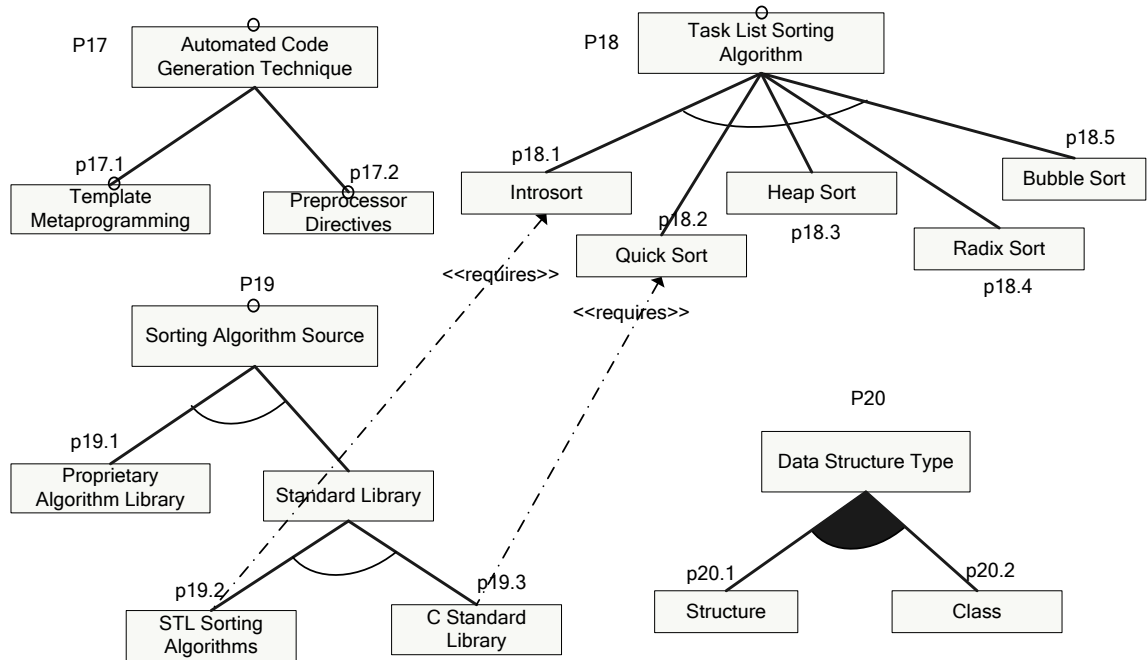 P17
Automated Code
Generation Technique
p17.1
Template
Metaprogramming
p17.2
Preprocessor
Directives
P18
Task List Sorting
Algorithm
p18.1
Introsort
p18.2
Quick Sort
Heap Sort
p18.3
Radix Sort
p18.4
p18.5
Bubble Sort
<<requires>>
<<requires>>
P19
Sorting Algorithm Source
p19.1
Proprietary
Algorithm Library
Standard Library
p19.2
STL Sorting
Algorithms
p19.3
C Standard
Library
P20
Data Structure Type
p20.1
Structure
p20.2
Class